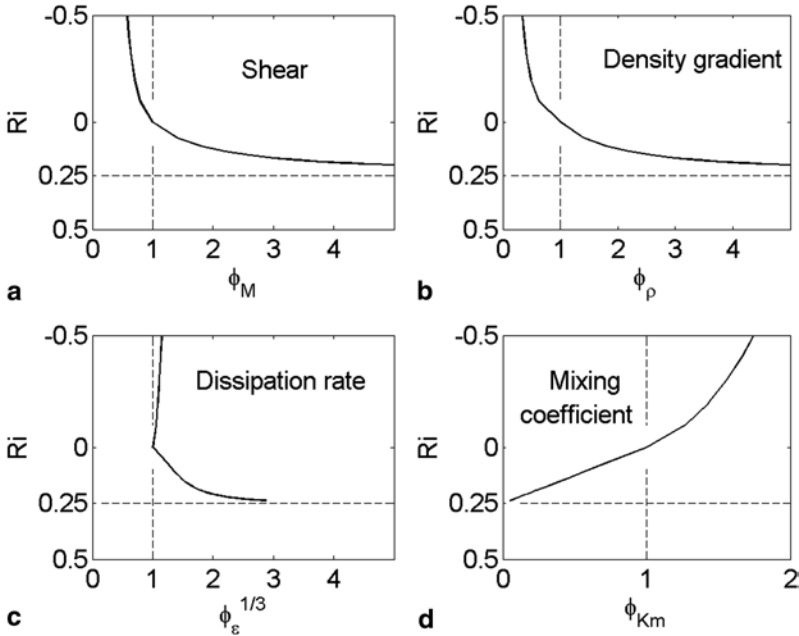 -0.5
0
0.25
0.5
Ri
Shear
0 1 2 3 4
ϕM
a
-0.5
0
0.25
0.5
Ri
Density gradient
0 1 2 3 4
ϕρ
b
-0.5
0
0.25
0.5
Ri
Dissipation rate
0 1 2 3 4
ϕε^1/3
c
-0.5
0
0.25
0.5
Ri
Mixing
coefficient
0 1 2
ϕKm
d